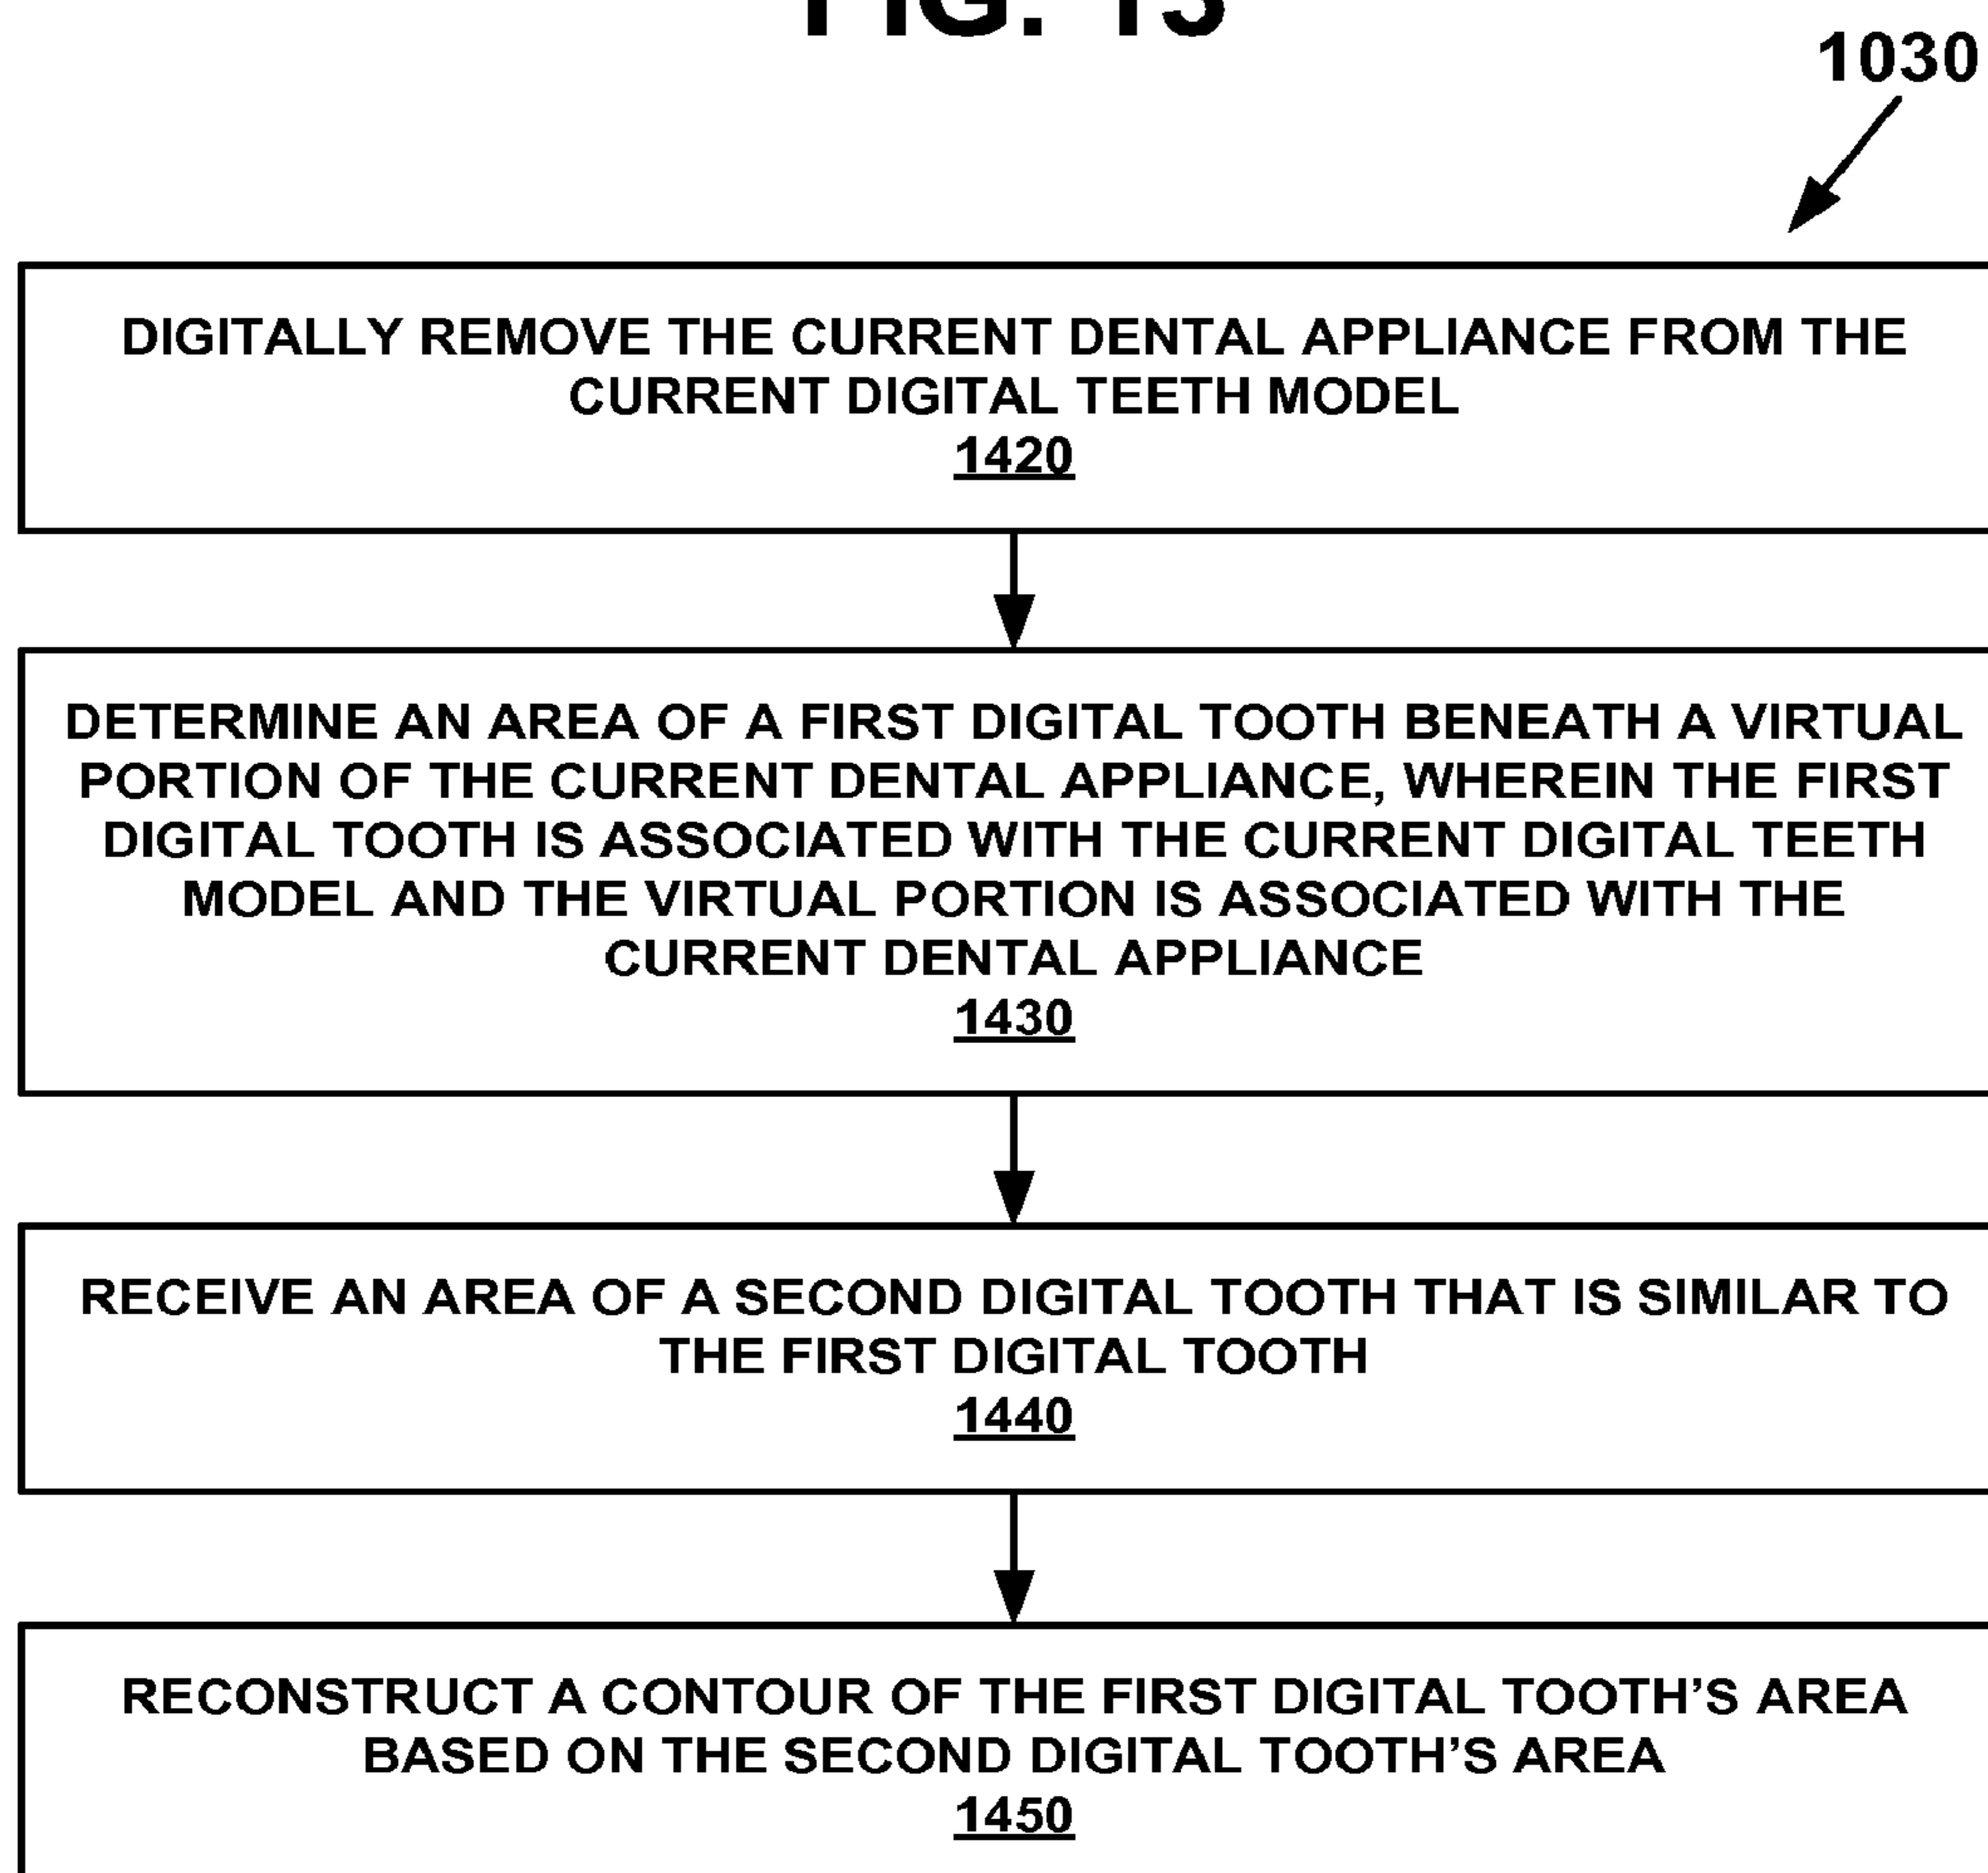 FIG. 13
1030
DIGITALLY REMOVE THE CURRENT DENTAL APPLIANCE FROM THE
CURRENT DIGITAL TEETH MODEL
1420
DETERMINE AN AREA OF A FIRST DIGITAL TOOTH BENEATH A VIRTUAL
PORTION OF THE CURRENT DENTAL APPLIANCE, WHEREIN THE FIRST
DIGITAL TOOTH IS ASSOCIATED WITH THE CURRENT DIGITAL TEETH
MODEL AND THE VIRTUAL PORTION IS ASSOCIATED WITH THE
CURRENT DENTAL APPLIANCE
1430
RECEIVE AN AREA OF A SECOND DIGITAL TOOTH THAT IS SIMILAR TO
THE FIRST DIGITAL TOOTH
1440
RECONSTRUCT A CONTOUR OF THE FIRST DIGITAL TOOTH’S AREA
BASED ON THE SECOND DIGITAL TOOTH’S AREA
1450